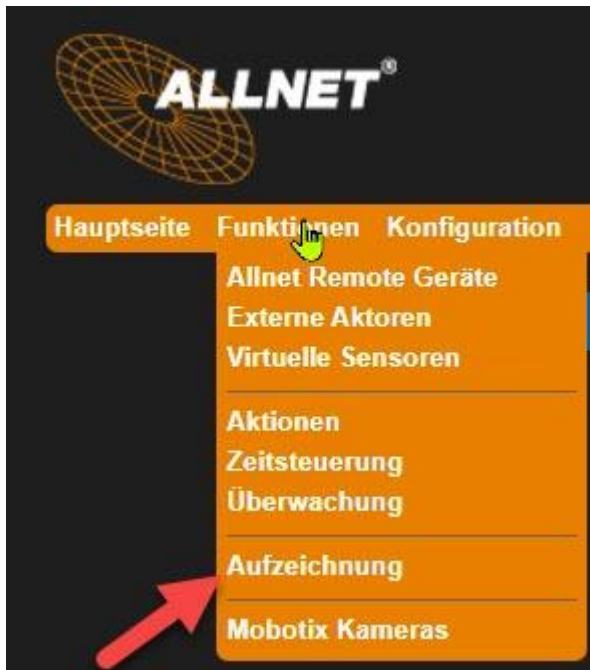 ALLNET®
Hauptseite Funktionen Konfiguration
Allnet Remote Geräte
Externe Aktoren
Virtuelle Sensoren
Aktionen
Zeitsteuerung
Überwachung
Aufzeichnung
Mobotix Kameras